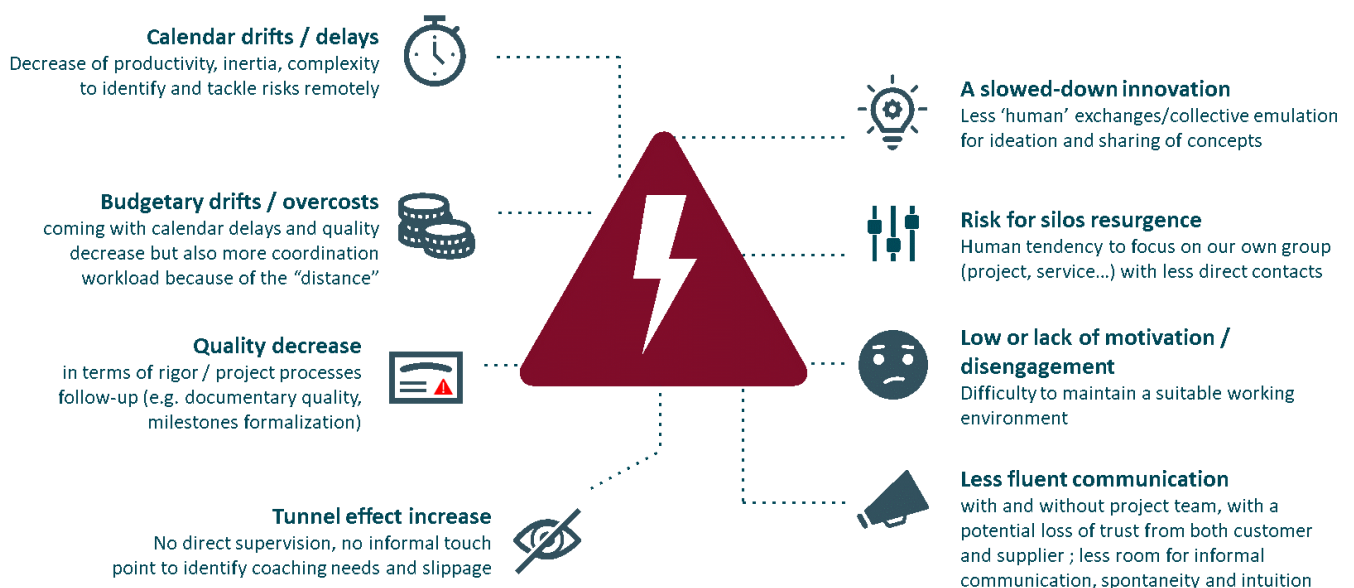 Calendar drifts / delays
Decrease of productivity, inertia, complexity
to identify and tackle risks remotely
Budgetary drifts / overcosts
coming with calendar delays and quality
decrease but also more coordination
workload because of the “distance”
Quality decrease
in terms of rigor / project processes
follow-up (e.g. documentary quality,
milestones formalization)
Tunnel effect increase
No direct supervision, no informal touch
point to identify coaching needs and slippage
A slowed-down innovation
Less ‘human’ exchanges/collective emulation
for ideation and sharing of concepts
Risk for silos resurgence
Human tendency to focus on our own group
(project, service...) with less direct contacts
Low or lack of motivation /
disengagement
Difficulty to maintain a suitable working
environment
Less fluent communication
with and without project team, with a
potential loss of trust from both customer
and supplier ; less room for informal
communication, spontaneity and intuition